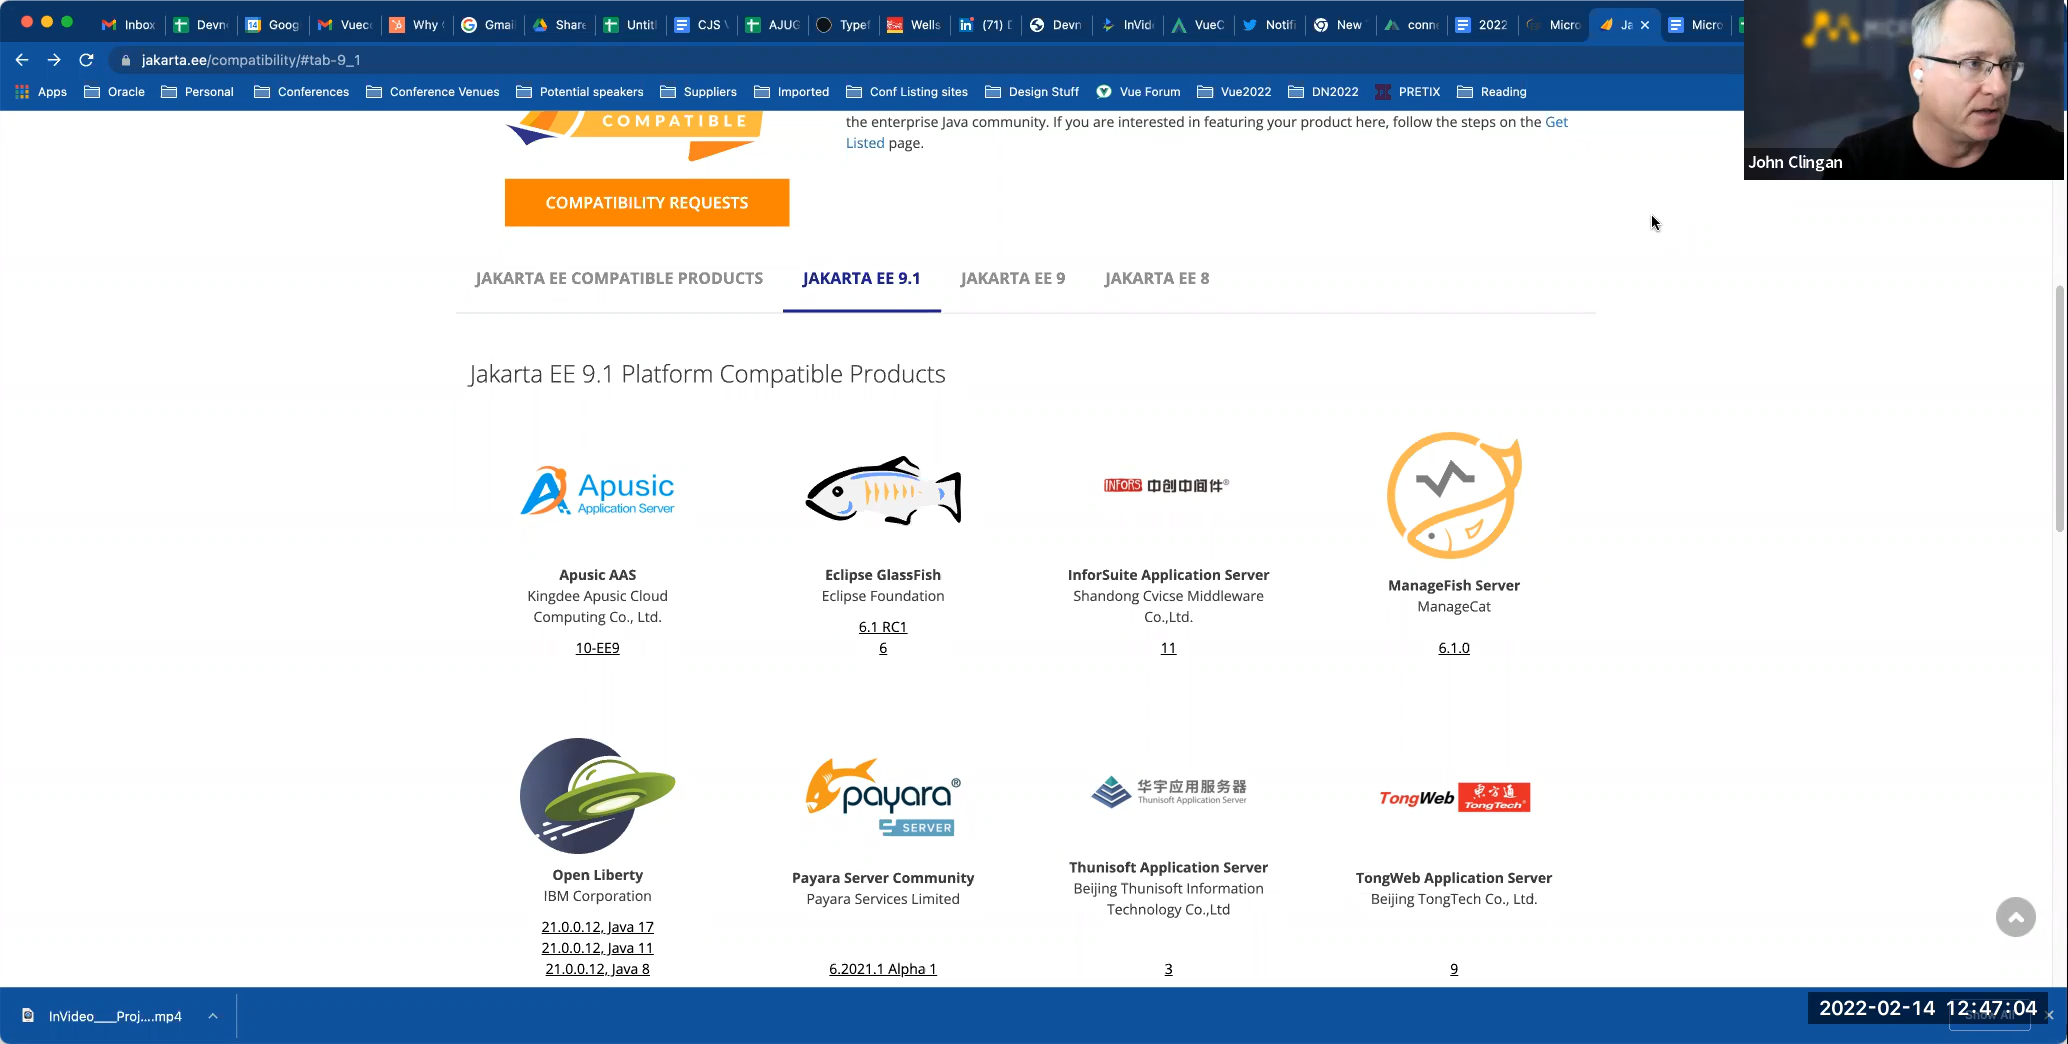 Inbox Devn Goog Vuec Why Gmai Share Untit CJS AJUG Typef Wells (71) Devn InVid VueC Notifi New conn 2022 Micro Ja Micro
jakarta.ee/compatibility/#tab-9_1
Apps Oracle Personal Conferences Conference Venues Potential speakers Suppliers Imported Conf Listing sites Design Stuff Vue Forum Vue2022 DN2022 PRETIX Reading
John Clingan
COMPATIBLE
the enterprise Java community. If you are interested in featuring your product here, follow the steps on the Get
Listed page.
COMPATIBILITY REQUESTS
JAKARTA EE COMPATIBLE PRODUCTS JAKARTA EE 9.1 JAKARTA EE 9 JAKARTA EE 8
Jakarta EE 9.1 Platform Compatible Products
Apusic
Application Server
INFORS 中创中间件®
Apusic AAS
Kingdee Apusic Cloud
Computing Co., Ltd.
10-EE9
Eclipse GlassFish
Eclipse Foundation
6.1 RC1
6
InforSuite Application Server
Shandong Cvicse Middleware
Co.,Ltd.
11
ManageFish Server
ManageCat
6.1.0
payara®
SERVER
华宇应用服务器
Thunisoft Application Server
TongWeb 东方通
TongTech®
Open Liberty
IBM Corporation
21.0.0.12, Java 17
21.0.0.12, Java 11
21.0.0.12, Java 8
Payara Server Community
Payara Services Limited
6.2021.1 Alpha 1
Thunisoft Application Server
Beijing Thunisoft Information
Technology Co.,Ltd
3
TongWeb Application Server
Beijing TongTech Co., Ltd.
9
InVideo___Proj....mp4
2022-02-14 12:47:04
Show All